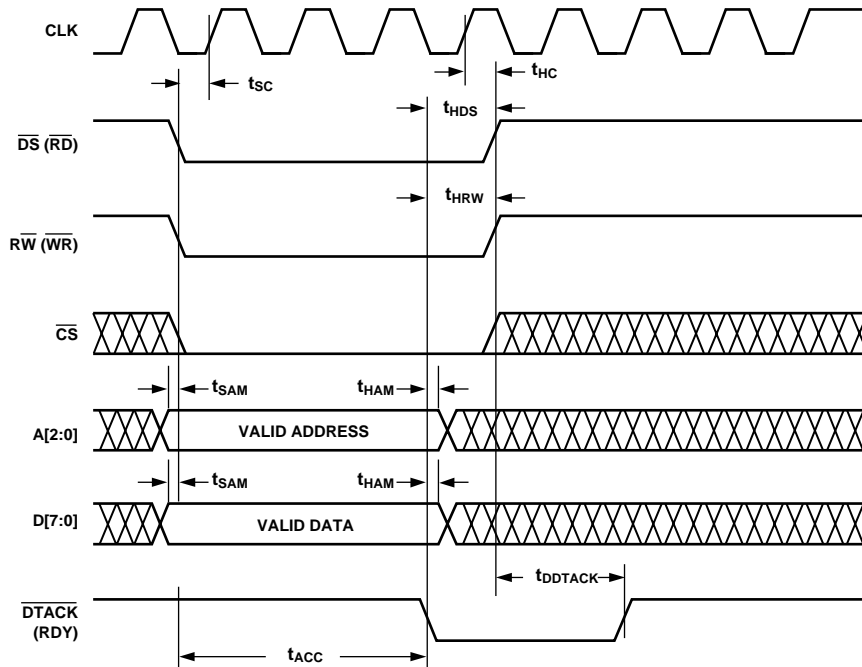 CLK
tSC
tHC
tHDS
DS (RD)
tHRW
RW (WR)
CS
tSAM
tHAM
A[2:0]
VALID ADDRESS
tSAM
tHAM
D[7:0]
VALID DATA
tDDTACK
DTACK
(RDY)
tACC